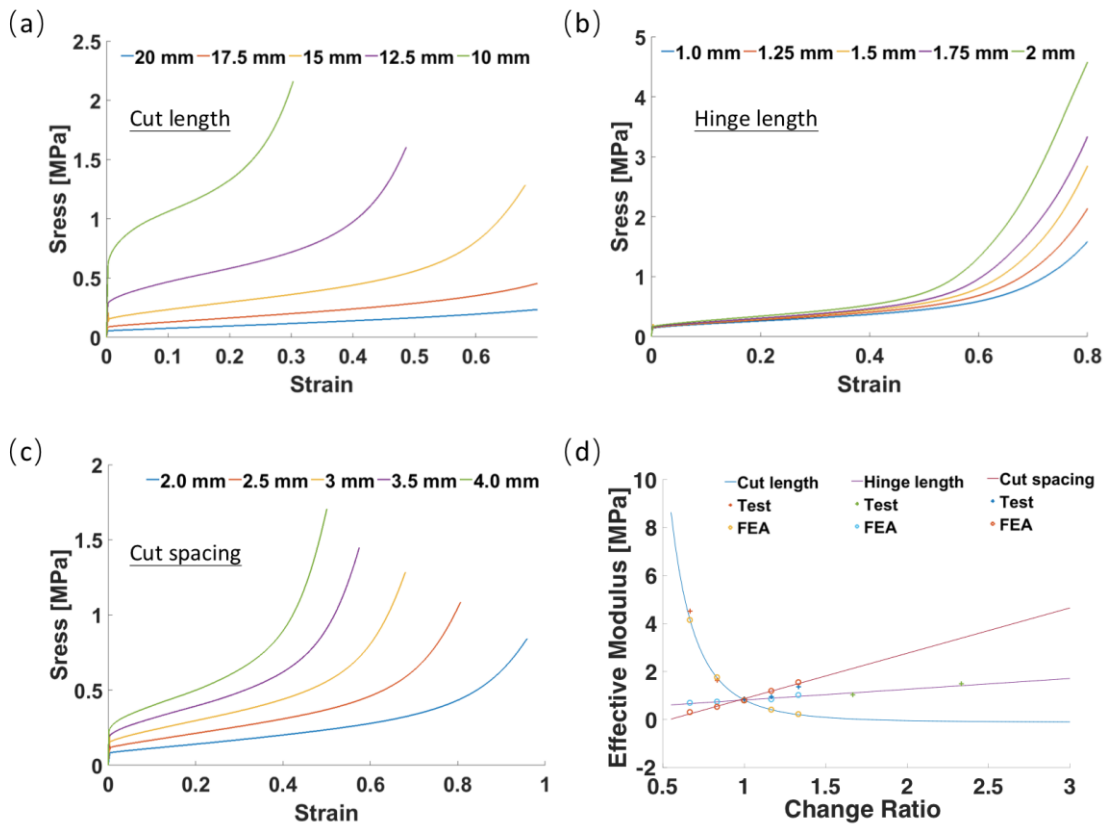 (a)
2.5
2
1.5
1
0.5
0
20 mm 17.5 mm 15 mm 12.5 mm 10 mm
Cut length
Sress [MPa]
0 0.1 0.2 0.3 0.4 0.5 0.6
Strain
(b)
5
4
3
2
1
0
1.0 mm 1.25 mm 1.5 mm 1.75 mm 2 mm
Hinge length
Sress [MPa]
0 0.2 0.4 0.6 0.8
Strain
(c)
2
1.5
1
0.5
0
2.0 mm 2.5 mm 3 mm 3.5 mm 4.0 mm
Cut spacing
Sress [MPa]
0 0.2 0.4 0.6 0.8 1
Strain
(d)
10
8
6
4
2
0
-2
Cut length Hinge length Cut spacing
Test Test Test
FEA FEA FEA
Effective Modulus [MPa]
0.5 1 1.5 2 2.5 3
Change Ratio